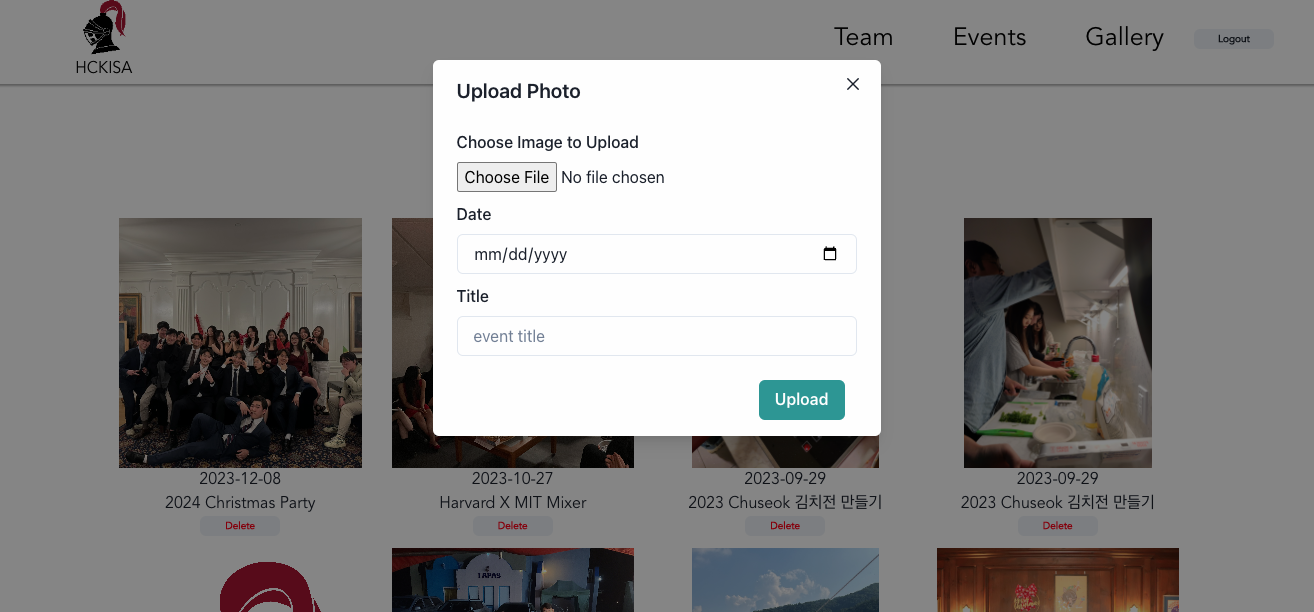 Team Events Gallery Logout
HCKISA
Upload Photo
Choose Image to Upload
Choose File No file chosen
Date
mm/dd/yyyy
Title
event title
Upload
2023-12-08 2023-10-27 2023-09-29 2023-09-29
2024 Christmas Party Harvard X MIT Mixer 2023 Chuseok 김치전 만들기 2023 Chuseok 김치전 만들기
Delete Delete Delete Delete
TAPAS